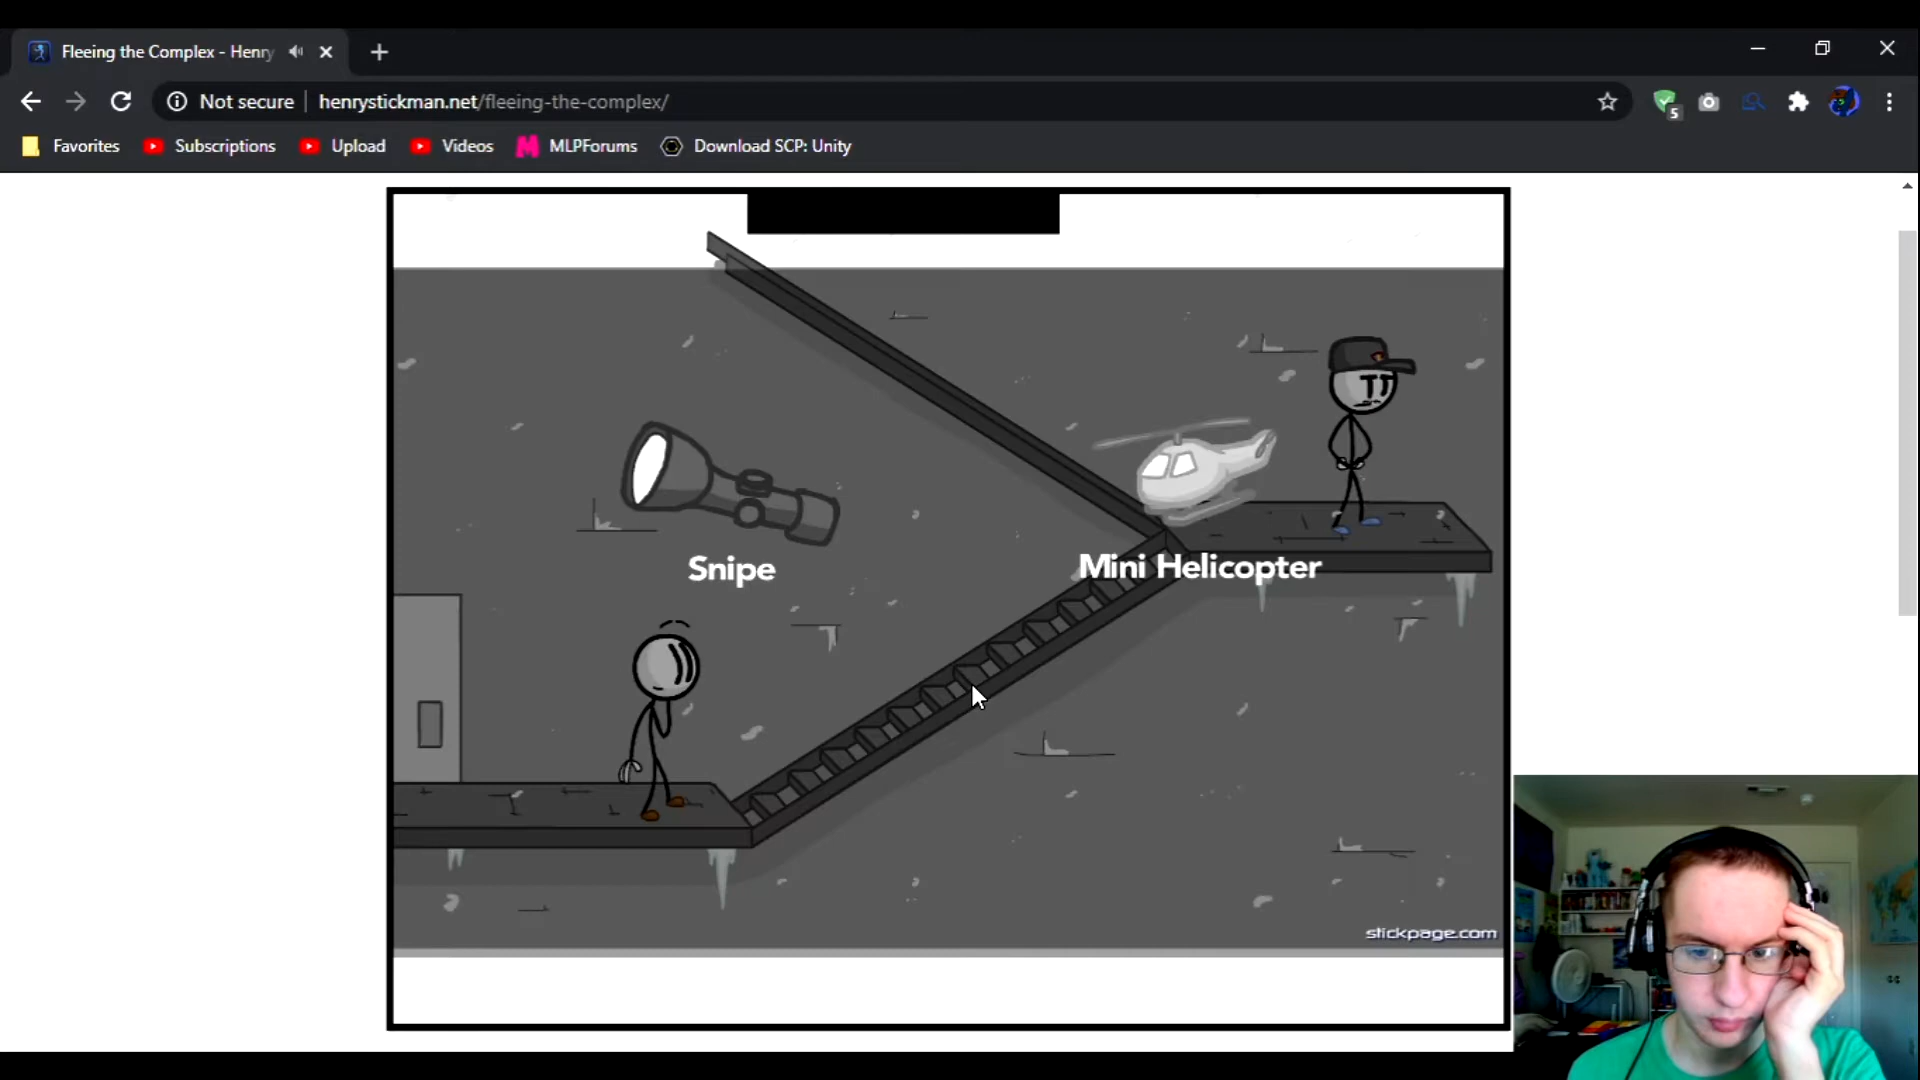 Fleeing the Complex - Henry
Not secure henrystickman.net/fleeing-the-complex/
5
Favorites Subscriptions Upload Videos MLPForums Download SCP: Unity
Snipe
Mini Helicopter
stickpage.com